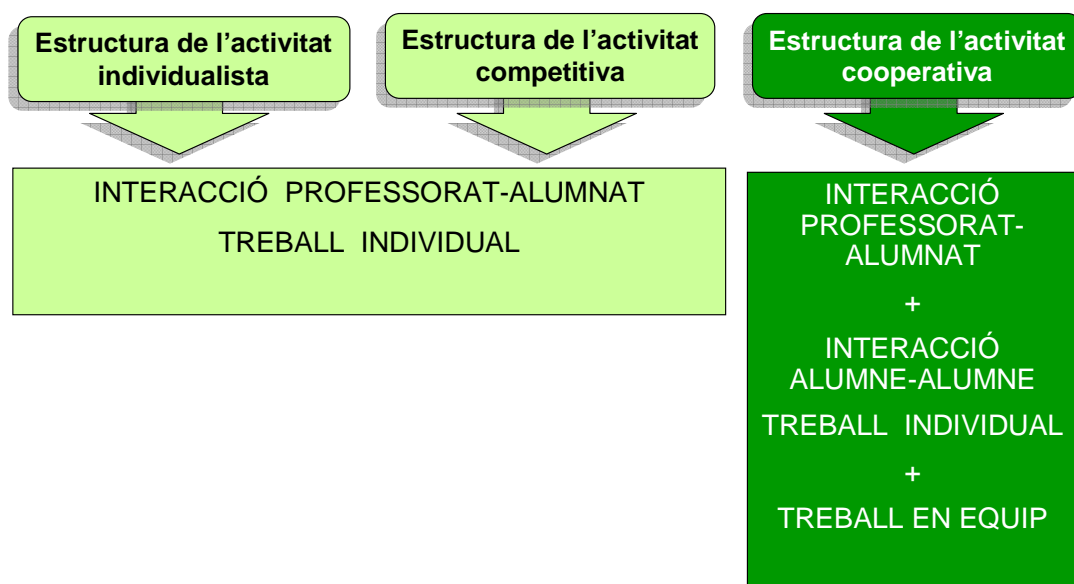 Estructura de l’activitat
individualista
Estructura de l’activitat
competitiva
Estructura de l’activitat
cooperativa
INTERACCIÓ PROFESSORAT-ALUMNAT
TREBALL INDIVIDUAL
INTERACCIÓ
PROFESSORAT-
ALUMNAT
+
INTERACCIÓ
ALUMNE-ALUMNE
TREBALL INDIVIDUAL
+
TREBALL EN EQUIP